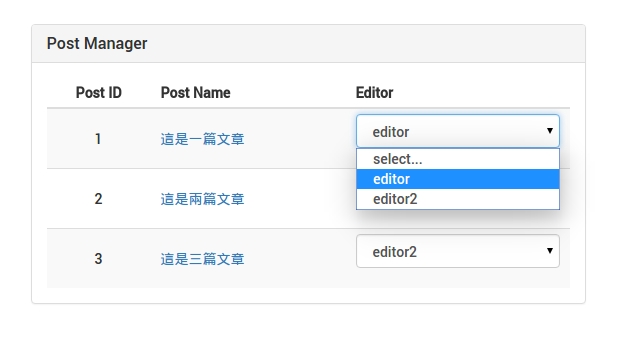 Post Manager
Post ID Post Name Editor
1 這是一篇文章 editor
select...
editor
2 這是兩篇文章 editor2
3 這是三篇文章 editor2